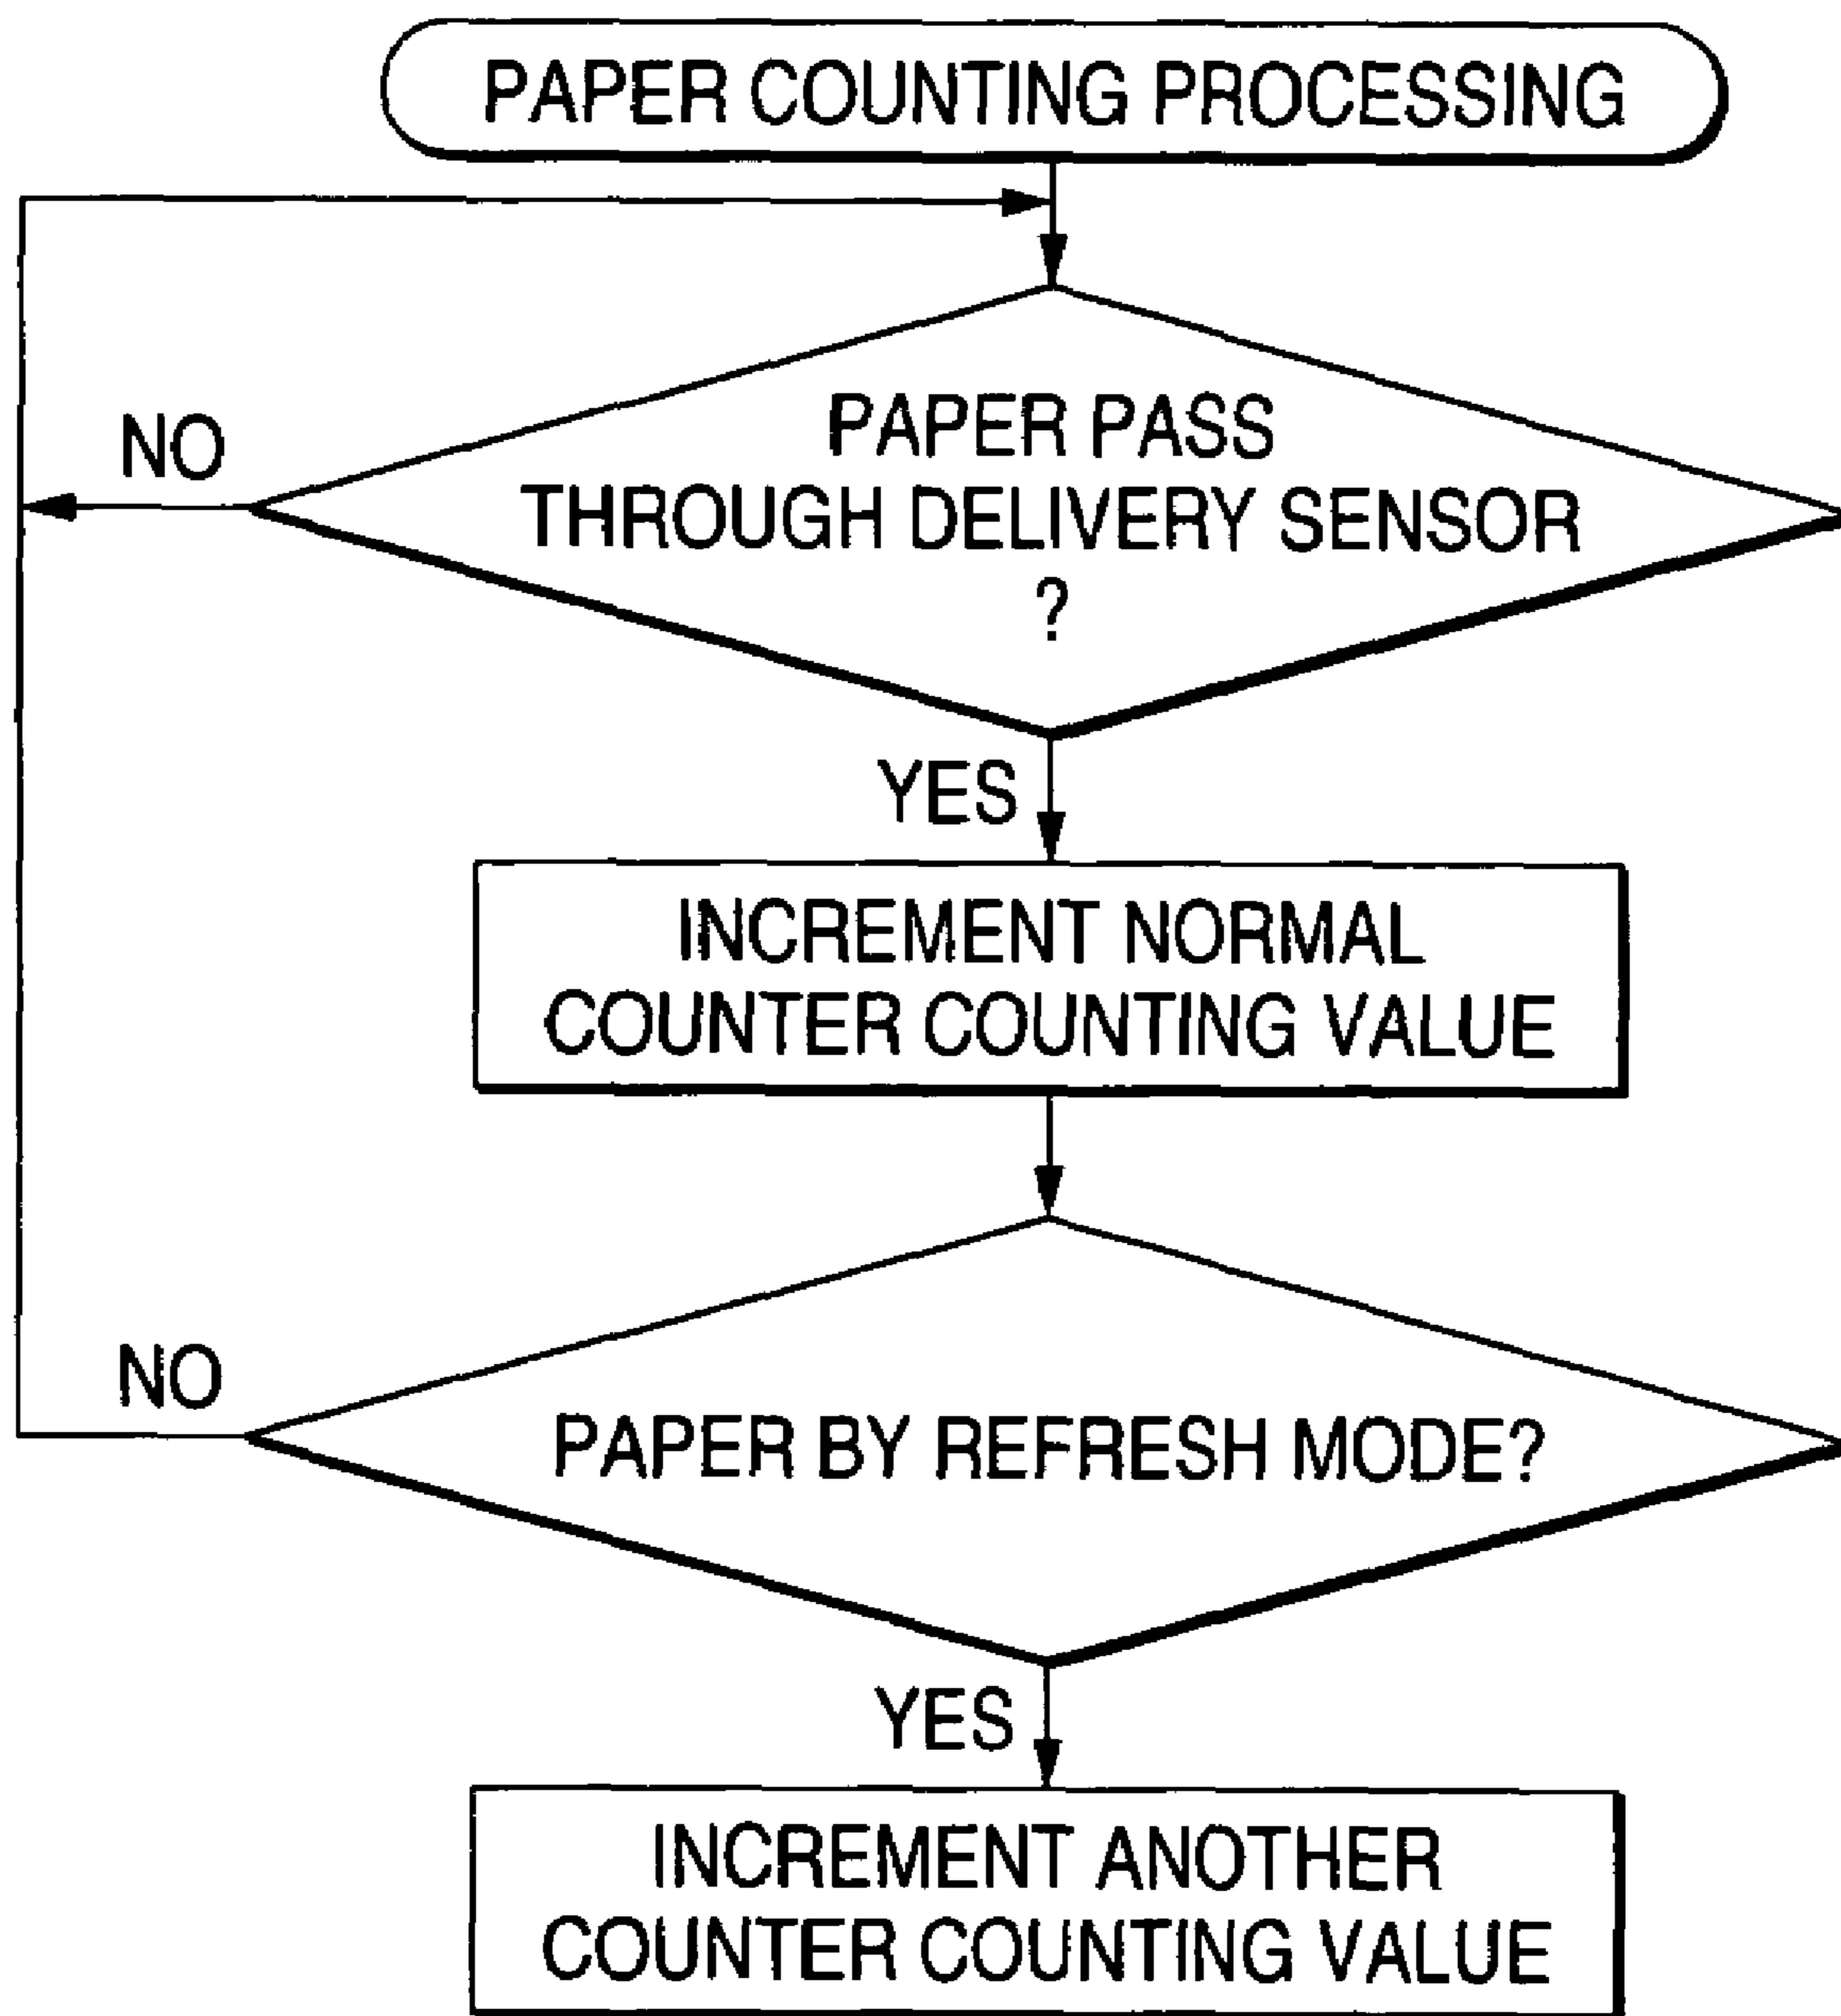 PAPER COUNTING PROCESSING
PAPER PASS
THROUGH DELIVERY SENSOR
?
NO
YES
INCREMENT NORMAL
COUNTER COUNTING VALUE
NO
PAPER BY REFRESH MODE?
YES
INCREMENT ANOTHER
COUNTER COUNTING VALUE